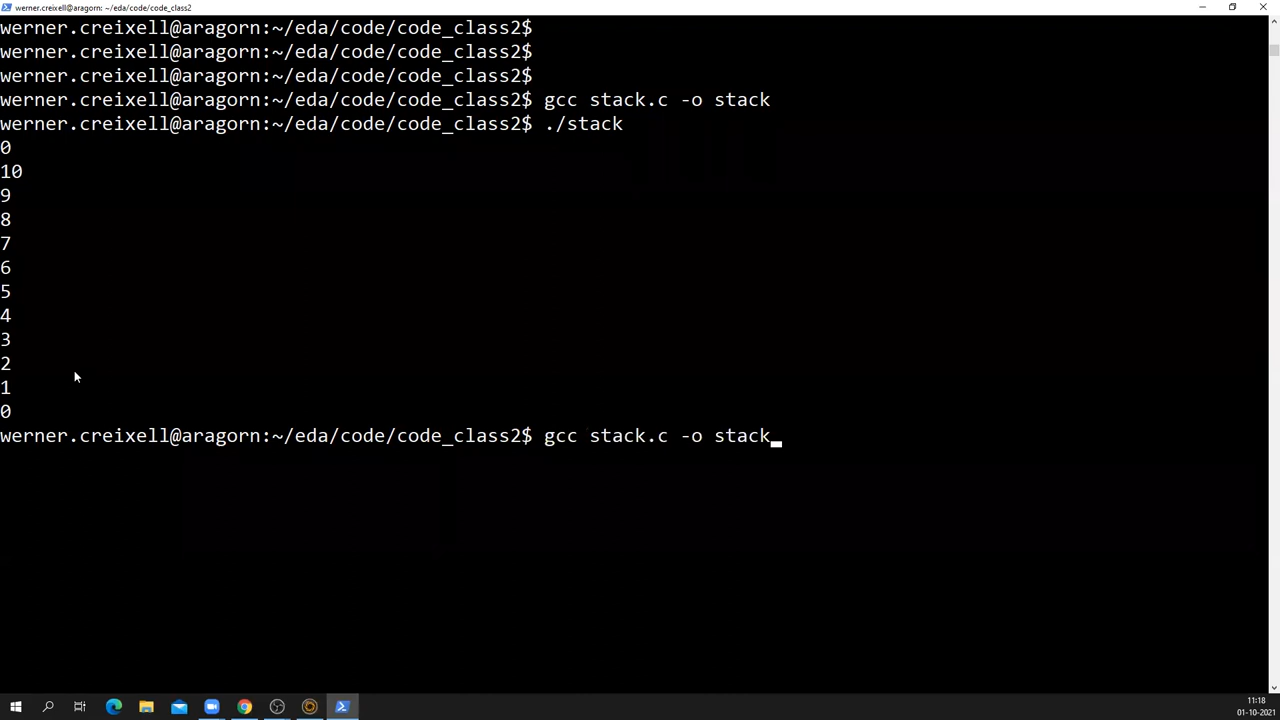 werner.creixell@aragorn: ~/eda/code/code_class2
werner.creixell@aragorn:~/eda/code/code_class2$
werner.creixell@aragorn:~/eda/code/code_class2$
werner.creixell@aragorn:~/eda/code/code_class2$
werner.creixell@aragorn:~/eda/code/code_class2$ gcc stack.c -o stack
werner.creixell@aragorn:~/eda/code/code_class2$ ./stack
0
10
9
8
7
6
5
4
3
2
1
0
werner.creixell@aragorn:~/eda/code/code_class2$ gcc stack.c -o stack
11:18
01-10-2021